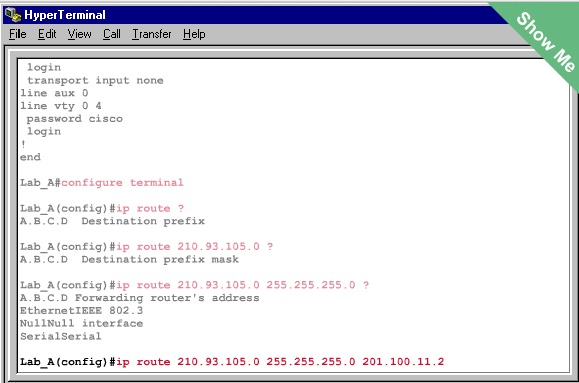 HyperTerminal
File Edit View Call Transfer Help
Show Me
login
transport input none
line aux 0
line vty 0 4
password cisco
login
!
end
Lab_A#configure terminal
Lab_A(config)#ip route ?
A.B.C.D  Destination prefix
Lab_A(config)#ip route 210.93.105.0 ?
A.B.C.D  Destination prefix mask
Lab_A(config)#ip route 210.93.105.0 255.255.255.0 ?
A.B.C.D Forwarding router's address
EthernetIEEE 802.3
NullNull interface
SerialSerial
Lab_A(config)#ip route 210.93.105.0 255.255.255.0 201.100.11.2